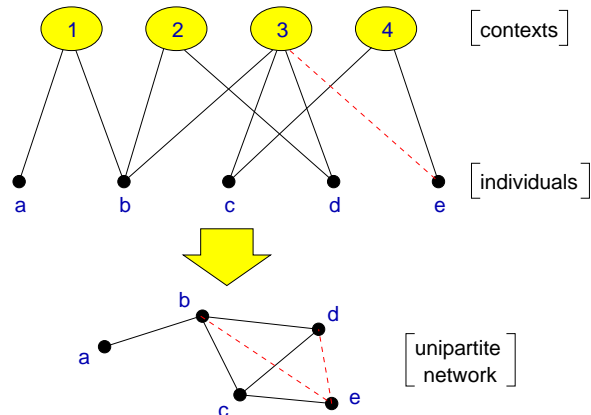 1 2 3 4 [contexts]
a b c d e [individuals]
b
d
a
[unipartite
network]
c
e